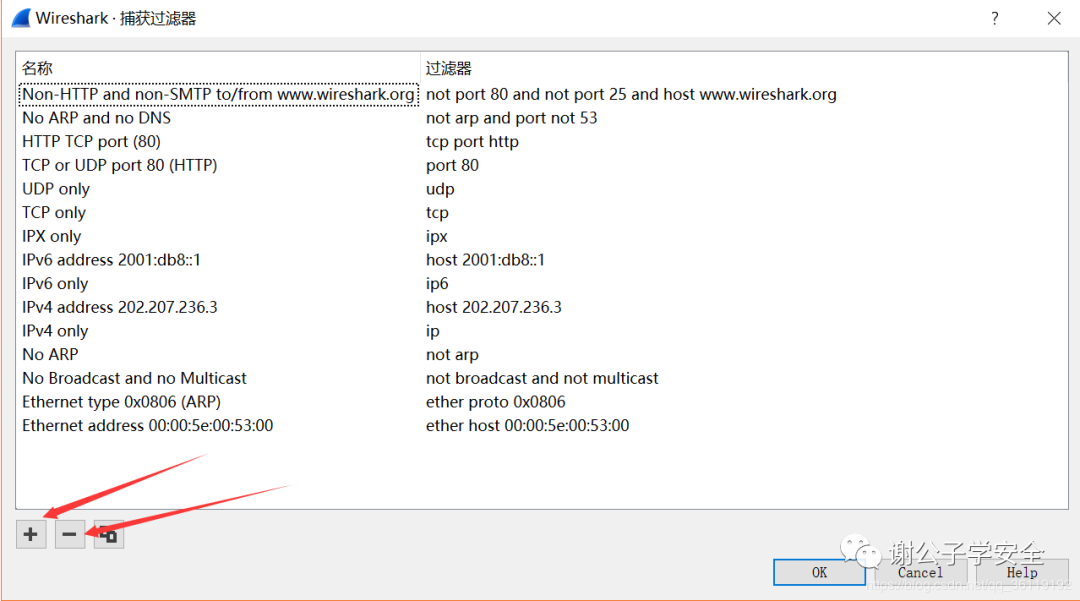 Wireshark · 捕获过滤器 ?
名称 过滤器
Non-HTTP and non-SMTP to/from www.wireshark.org not port 80 and not port 25 and host www.wireshark.org
No ARP and no DNS not arp and port not 53
HTTP TCP port (80) tcp port http
TCP or UDP port 80 (HTTP) port 80
UDP only udp
TCP only tcp
IPX only ipx
IPv6 address 2001:db8::1 host 2001:db8::1
IPv6 only ip6
IPv4 address 202.207.236.3 host 202.207.236.3
IPv4 only ip
No ARP not arp
No Broadcast and no Multicast not broadcast and not multicast
Ethernet type 0x0806 (ARP) ether proto 0x0806
Ethernet address 00:00:5e:00:53:00 ether host 00:00:5e:00:53:00
谢公子学安全
OK Cancel Help